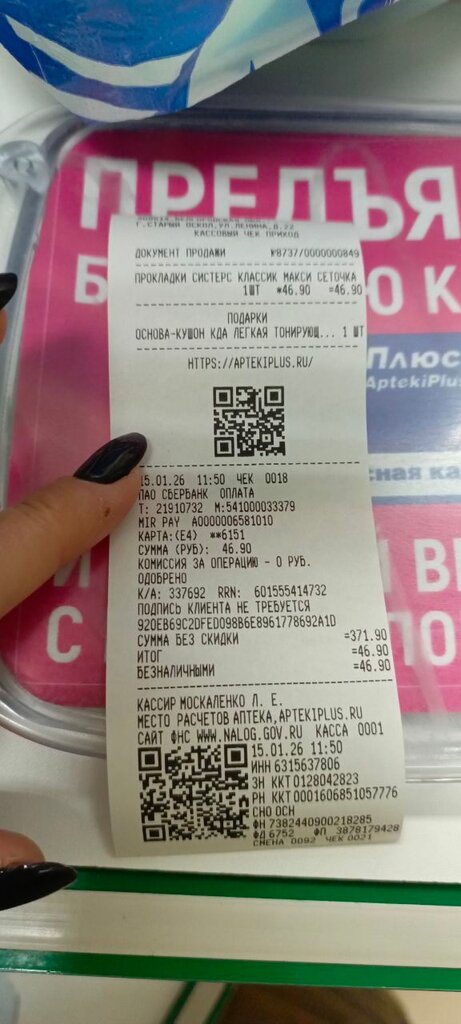 ПРЕДЪЯ
Г.СТАРЫЙ ОСКОЛ,УЛ.ЛЕНИНА,Д.22
КАССОВЫЙ ЧЕК ПРИХОД
ДОКУМЕНТ ПРОДАЖИ №8737/0000000849
ПРОКЛАДКИ СИСТЕРС КЛАССИК МАКСИ СЕТОЧКА
1ШТ *46.90 =46.90
ПОДАРКИ
ОСНОВА-КУШОН КДА ЛЕГКАЯ ТОНИРУЮЩ... 1 ШТ
HTTPS://APTEKIPLUS.RU/
15.01.26 11:50 ЧЕК 0018
ПАО СБЕРБАНК ОПЛАТА
Т: 21910732 М:541000033379
MIR PAY A0000006581010
КАРТА:(E4) **6151
СУММА (РУБ): 46.90
КОМИССИЯ ЗА ОПЕРАЦИЮ - 0 РУБ.
ОДОБРЕНО
К/А: 337692 RRN: 601555414732
ПОДПИСЬ КЛИЕНТА НЕ ТРЕБУЕТСЯ
920EB69C2DFED098B6E8961778692A1D
СУММА БЕЗ СКИДКИ =371.90
ИТОГ =46.90
БЕЗНАЛИЧНЫМИ =46.90
КАССИР МОСКАЛЕНКО Л. Е.
МЕСТО РАСЧЕТОВ АПТЕКА,APTEKIPLUS.RU
САЙТ ФНС WWW.NALOG.GOV.RU КАССА 0001
15.01.26 11:50
ИНН 6315637806
ЗН ККТ 0128042823
РН ККТ 0001606851057776
СНО ОСН
ФН 7382440900218285
ФД 6752 ФП 3878179428
СМЕНА 0092 ЧЕК 0021
Б
Ю К
Плюс
AptekiPlus
сная ка
И
ВЕ
С
ПО